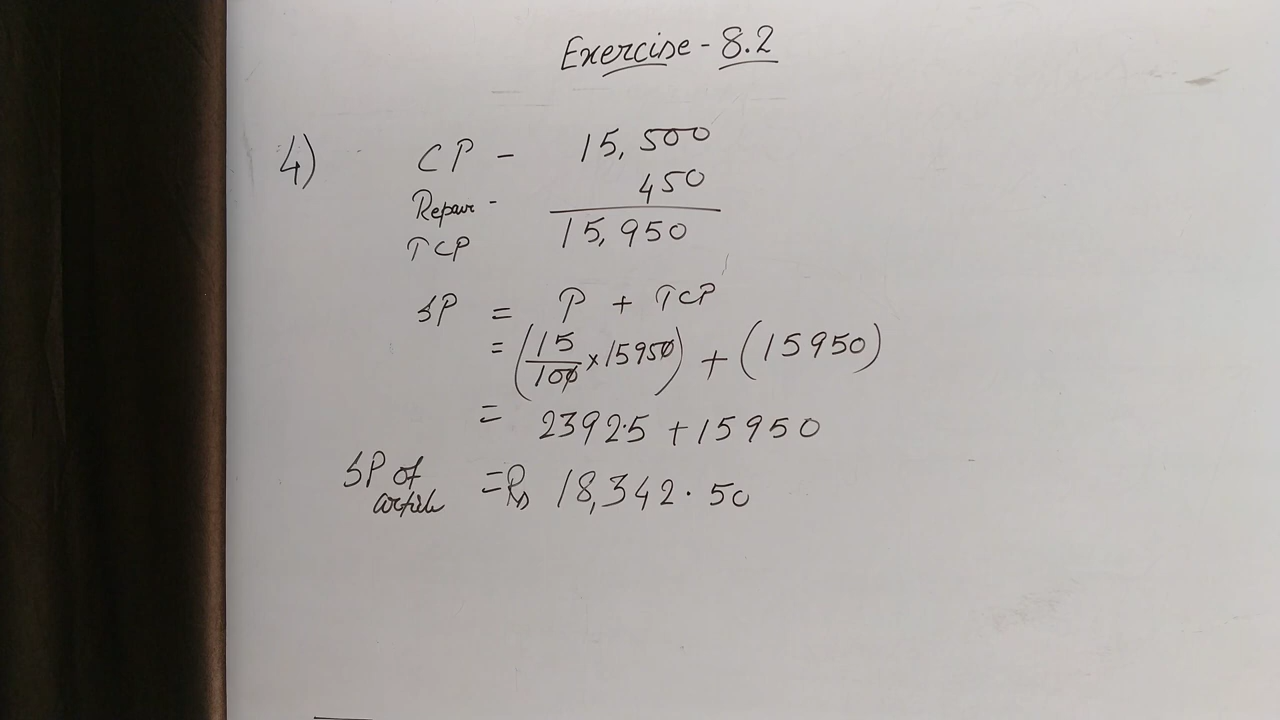 Exercise - 8.2
4) CP - 15,500
Repair - 450
TCP 15,950
SP = P + TCP
= (15/100 × 15950) + (15950)
= 2392.5 + 15950
SP of article = Rs 18,342.50